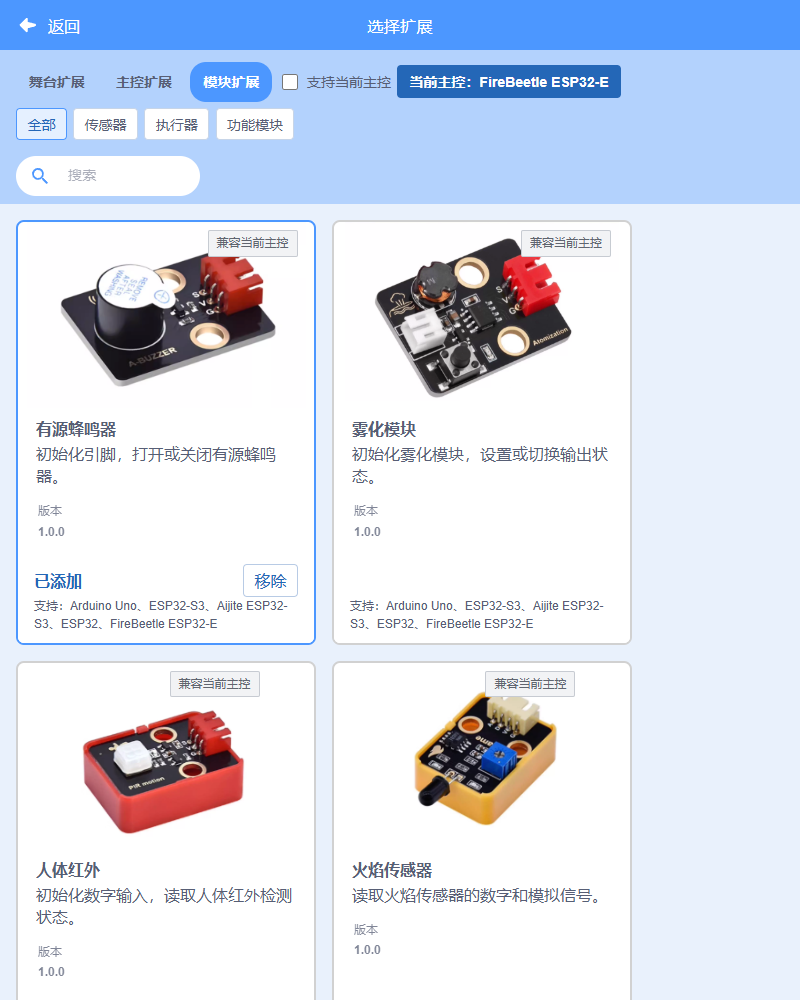 返回
选择扩展
舞台扩展
主控扩展
模块扩展
支持当前主控
当前主控：FireBeetle ESP32-E
全部
传感器
执行器
功能模块
搜索
兼容当前主控
REMOVE
SEAL
AFTER
WASHING
A-BUZZER
有源蜂鸣器
初始化引脚，打开或关闭有源蜂鸣
器。
版本
1.0.0
已添加
移除
支持：Arduino Uno、ESP32-S3、Aijite ESP32-
S3、ESP32、FireBeetle ESP32-E
兼容当前主控
Atomization
雾化模块
初始化雾化模块，设置或切换输出状
态。
版本
1.0.0
支持：Arduino Uno、ESP32-S3、Aijite ESP32-
S3、ESP32、FireBeetle ESP32-E
兼容当前主控
PIR motion
人体红外
初始化数字输入，读取人体红外检测
状态。
版本
1.0.0
兼容当前主控
火焰传感器
读取火焰传感器的数字和模拟信号。
版本
1.0.0